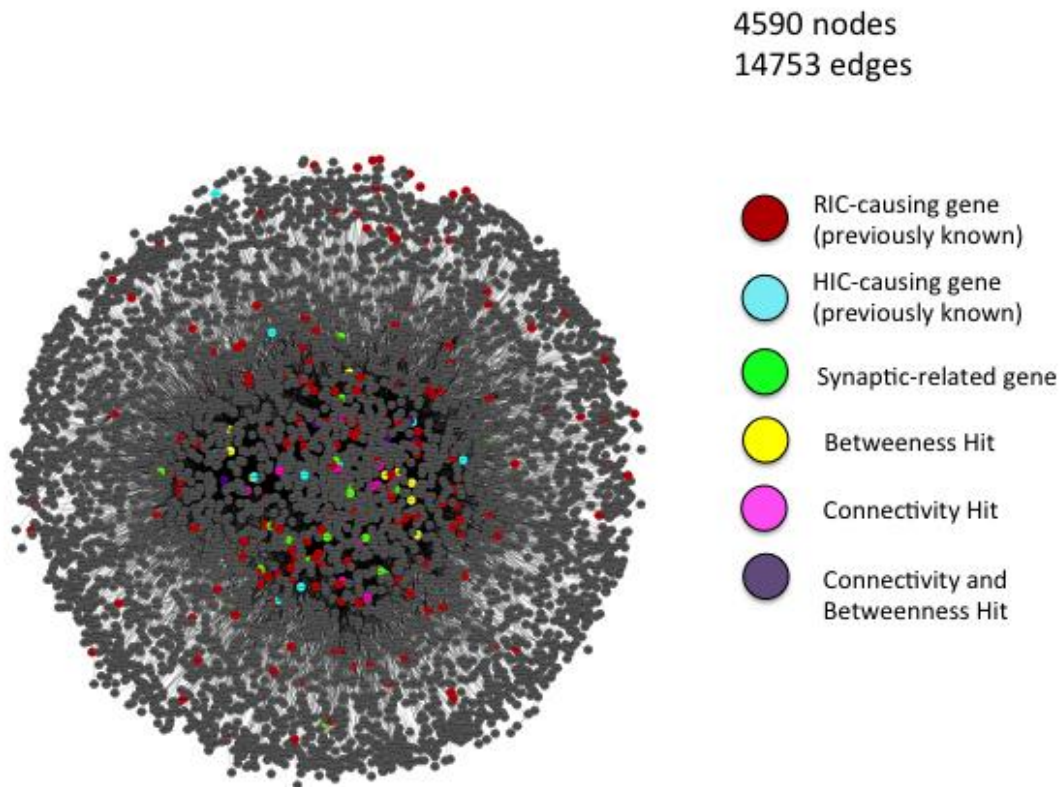 4590 nodes
14753 edges
RIC-causing gene
(previously known)
HIC-causing gene
(previously known)
Synaptic-related gene
Betweeness Hit
Connectivity Hit
Connectivity and
Betweenness Hit